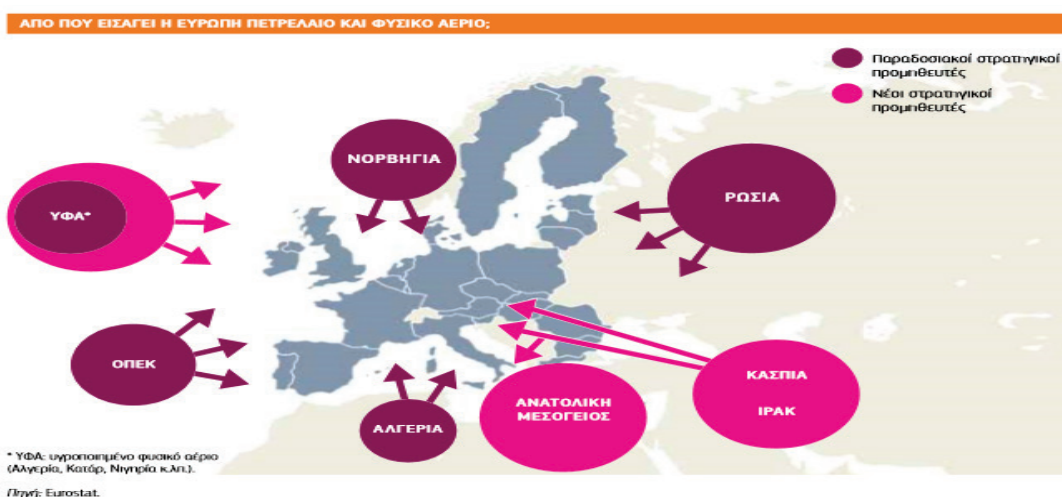 ΑΠΟ ΠΟΥ ΕΙΣΑΓΕΙ Η ΕΥΡΩΠΗ ΠΕΤΡΕΛΑΙΟ ΚΑΙ ΦΥΣΙΚΟ ΑΕΡΙΟ;
Παραδοσιακοί στρατηγικοί
προμηθευτές
Νέοι στρατηγικοί
προμηθευτές
ΝΟΡΒΗΓΙΑ
ΡΩΣΙΑ
ΥΦΑ*
ΟΠΕΚ
ΑΛΓΕΡΙΑ
ΑΝΑΤΟΛΙΚΗ
ΜΕΣΟΓΕΙΟΣ
ΚΑΣΠΙΑ
ΙΡΑΚ
* ΥΦΑ: υγροποιημένο φυσικό αέριο
(Αλγερία, Κατάρ, Νιγηρία κ.λπ.).
Πηγή: Eurostat.